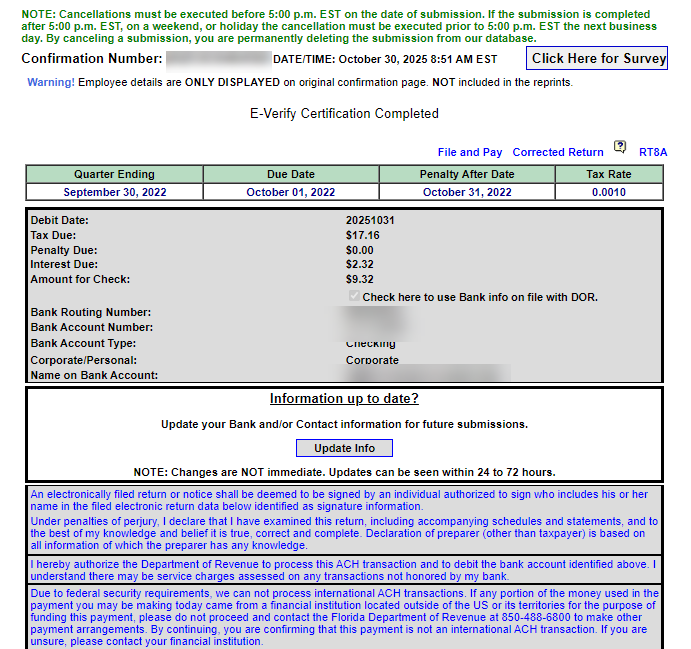 NOTE: Cancellations must be executed before 5:00 p.m. EST on the date of submission. If the submission is completed
after 5:00 p.m. EST, on a weekend, or holiday the cancellation must be executed prior to 5:00 p.m. EST the next business
day. By canceling a submission, you are permanently deleting the submission from our database.
Confirmation Number: DATE/TIME: October 30, 2025 8:51 AM EST Click Here for Survey
Warning! Employee details are ONLY DISPLAYED on original confirmation page. NOT included in the reprints.
E-Verify Certification Completed
File and Pay Corrected Return ? RT8A
Quarter Ending Due Date Penalty After Date Tax Rate
September 30, 2022 October 01, 2022 October 31, 2022 0.0010
Debit Date: 20251031
Tax Due: $17.16
Penalty Due: $0.00
Interest Due: $2.32
Amount for Check: $9.32
Check here to use Bank info on file with DOR.
Bank Routing Number:
Bank Account Number:
Bank Account Type: Checking
Corporate/Personal: Corporate
Name on Bank Account:
Information up to date?
Update your Bank and/or Contact information for future submissions.
Update Info
NOTE: Changes are NOT immediate. Updates can be seen within 24 to 72 hours.
An electronically filed return or notice shall be deemed to be signed by an individual authorized to sign who includes his or her
name in the filed electronic return data below identified as signature information.
Under penalties of perjury, I declare that I have examined this return, including accompanying schedules and statements, and to
the best of my knowledge and belief it is true, correct and complete. Declaration of preparer (other than taxpayer) is based on
all information of which the preparer has any knowledge.
I hereby authorize the Department of Revenue to process this ACH transaction and to debit the bank account identified above. I
understand there may be service charges assessed on any transactions not honored by my bank.
Due to federal security requirements, we can not process international ACH transactions. If any portion of the money used in the
payment you may be making today came from a financial institution located outside of the US or its territories for the purpose of
funding this payment, please do not proceed and contact the Florida Department of Revenue at 850-488-6800 to make other
payment arrangements. By continuing, you are confirming that this payment is not an international ACH transaction. If you are
unsure, please contact your financial institution.